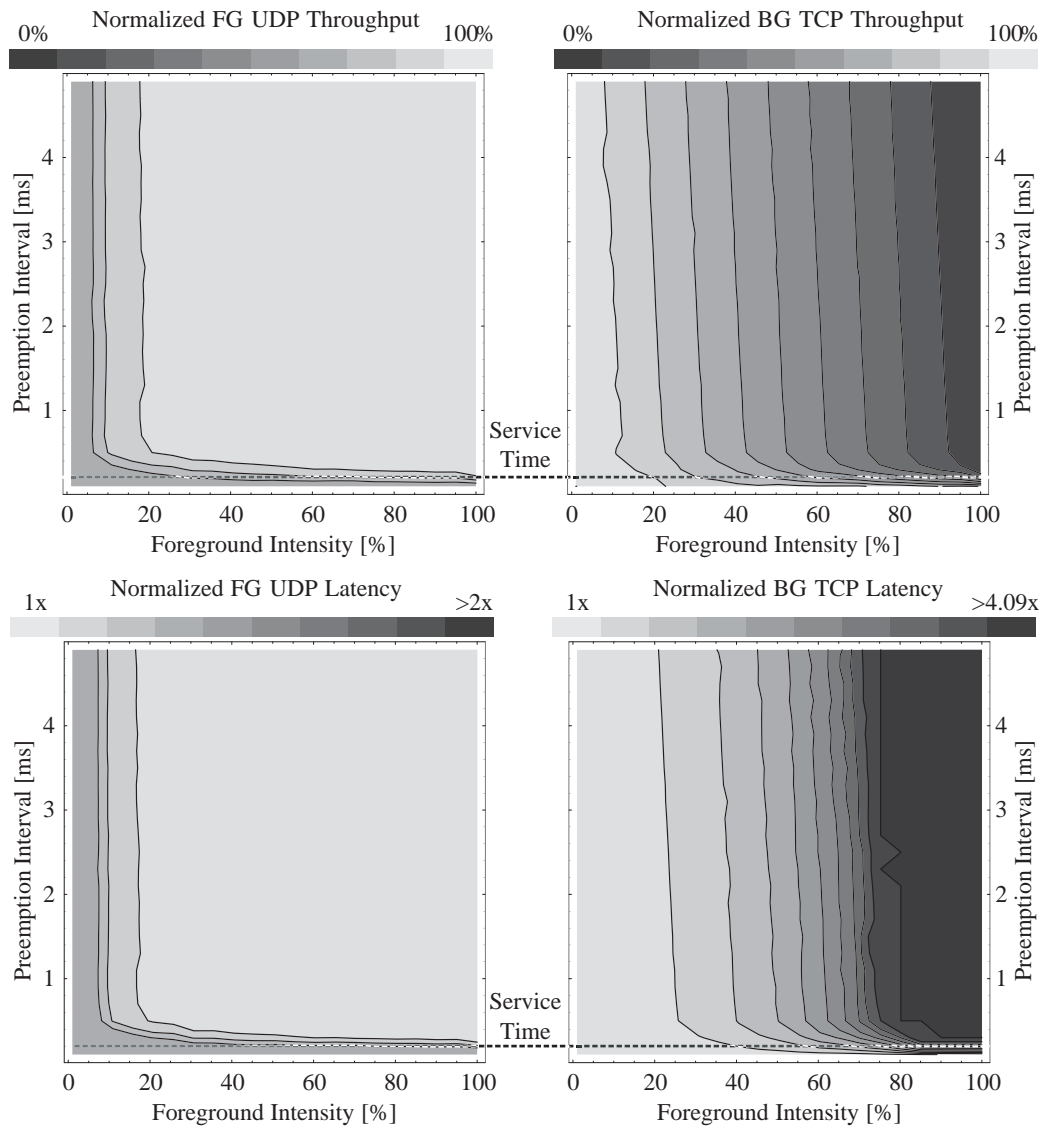 Normalized FG UDP Throughput
0% 100%
Preemption Interval [ms]
4
3
2
1
0 20 40 60 80 100
Foreground Intensity [%]
Service
Time
Normalized BG TCP Throughput
0% 100%
4
3
2
1
Preemption Interval [ms]
0 20 40 60 80 100
Foreground Intensity [%]
Normalized FG UDP Latency
1x >2x
Preemption Interval [ms]
4
3
2
1
0 20 40 60 80 100
Foreground Intensity [%]
Service
Time
Normalized BG TCP Latency
1x >4.09x
4
3
2
1
Preemption Interval [ms]
0 20 40 60 80 100
Foreground Intensity [%]